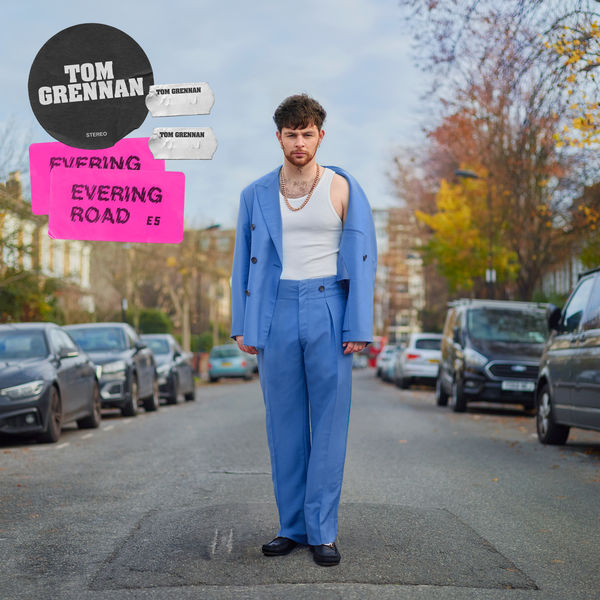 TOM
GRENNAN
STEREO
TOM GRENNAN
TOM GRENNAN
EVERING
EVERING
ROAD E5